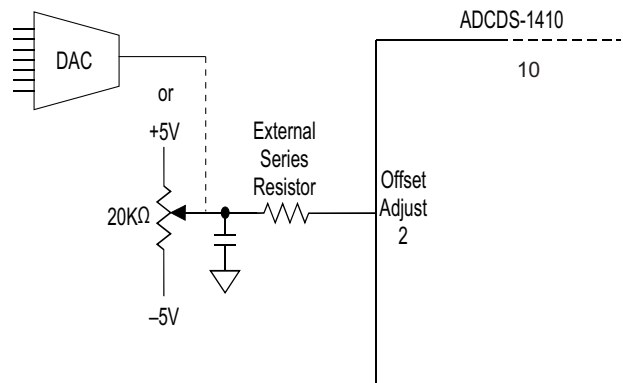 ADCDS-1410
10
DAC
or
+5V
20KΩ
–5V
External
Series
Resistor
Offset
Adjust
2